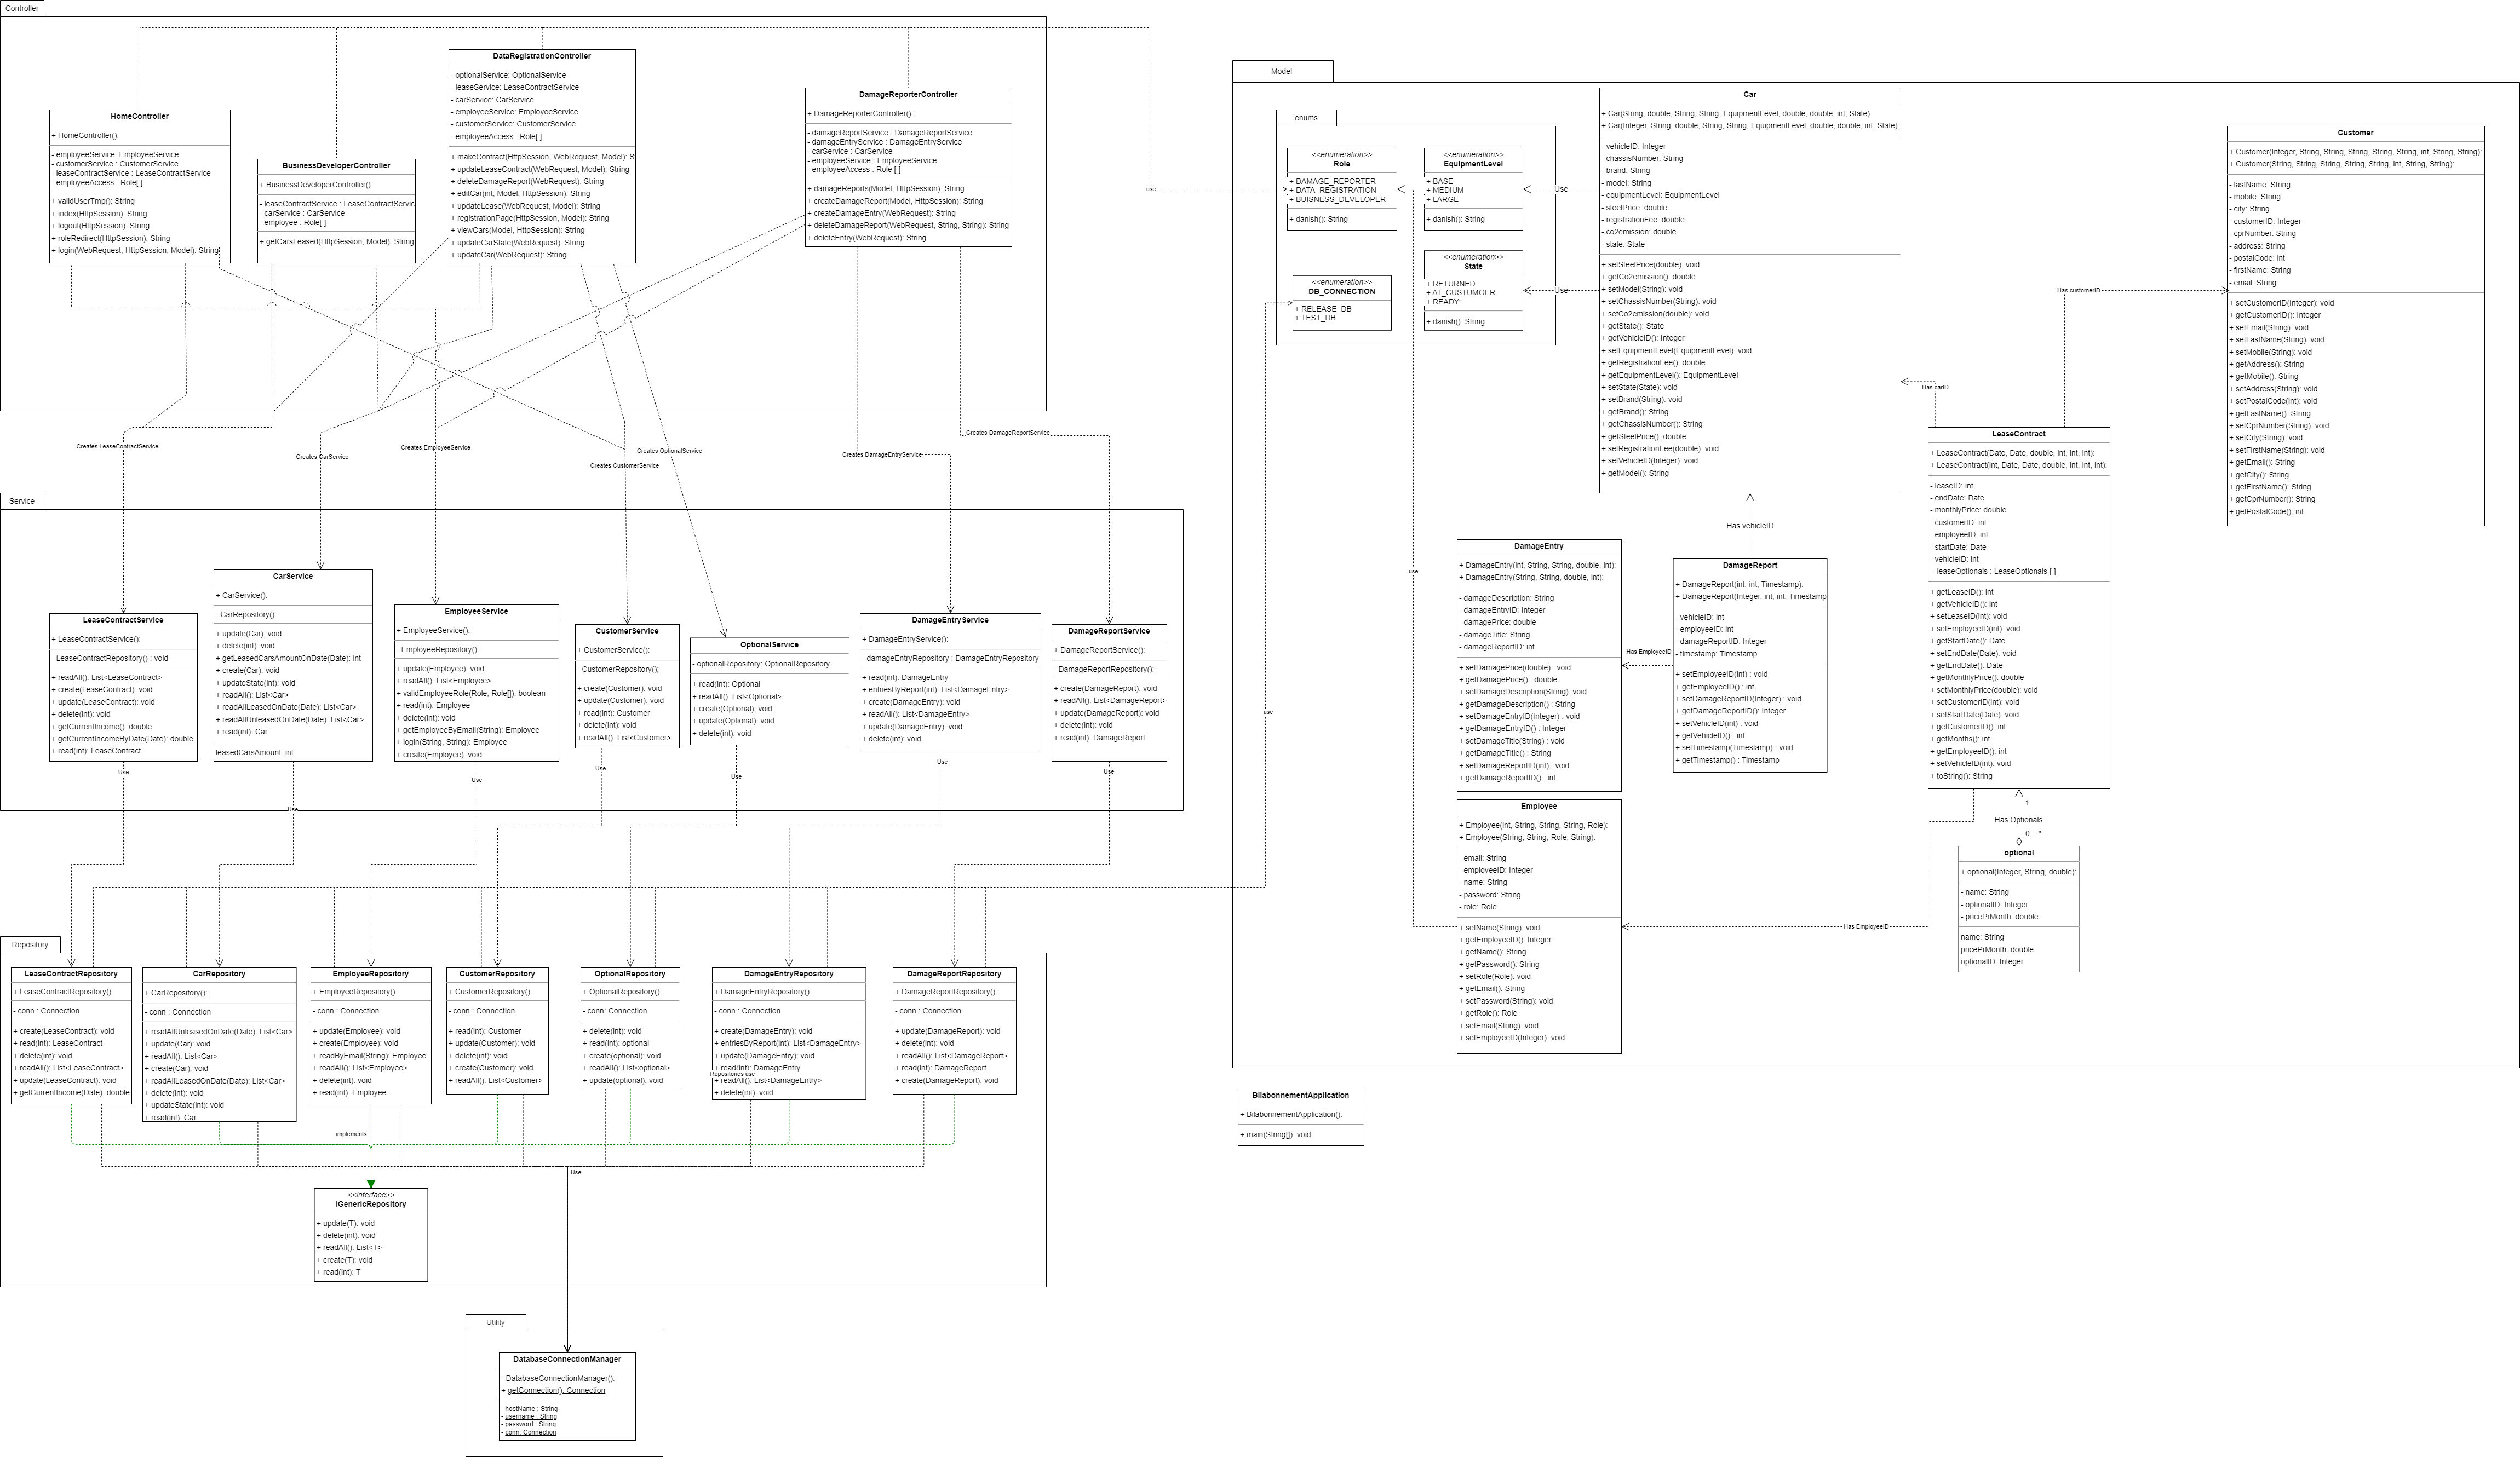 Controller
HomeController
+ HomeController():
- employeeService: EmployeeService
- customerService : CustomerService
- leaseContractService : LeaseContractService
- employeeAccess : Role[ ]
+ validUserTmp(): String
+ index(HttpSession): String
+ logout(HttpSession): String
+ roleRedirect(HttpSession): String
+ login(WebRequest, HttpSession, Model): String
BusinessDeveloperController
+ BusinessDeveloperController():
- leaseContractService : LeaseContractServic
- carService : CarService
- employee : Role[ ]
+ getCarsLeased(HttpSession, Model): String
DataRegistrationController
- optionalService: OptionalService
- leaseService: LeaseContractService
- carService: CarService
- employeeService: EmployeeService
- customerService: CustomerService
- employeeAccess : Role[ ]
+ makeContract(HttpSession, WebRequest, Model): S
+ updateLeaseContract(WebRequest, Model): String
+ deleteDamageReport(WebRequest): String
+ editCar(int, Model, HttpSession): String
+ updateLease(WebRequest, Model): String
+ registrationPage(HttpSession, Model): String
+ viewCars(Model, HttpSession): String
+ updateCarState(WebRequest): String
+ updateCar(WebRequest): String
DamageReporterController
+ DamageReporterController():
- damageReportService : DamageReportService
- damageEntryService : DamageEntryService
- carService : CarService
- employeeService : EmployeeService
- employeeAccess : Role [ ]
+ damageReports(Model, HttpSession): String
+ createDamageReport(Model, HttpSession): String
+ createDamageEntry(WebRequest): String
+ deleteDamageReport(WebRequest, String, String): String
+ deleteEntry(WebRequest): String
use
Creates LeaseContractService
Creates CarService
Creates EmployeeService
Creates CustomerService
Creates OptionalService
Creates DamageEntryService
Creates DamageReportService
Service
LeaseContractService
+ LeaseContractService():
- LeaseContractRepository() : void
+ readAll(): List<LeaseContract>
+ create(LeaseContract): void
+ update(LeaseContract): void
+ delete(int): void
+ getCurrentIncome(): double
+ getCurrentIncomeByDate(Date): double
+ read(int): LeaseContract
Use
CarService
+ CarService():
- CarRepository():
+ update(Car): void
+ delete(int): void
+ getLeasedCarsAmountOnDate(Date): int
+ create(Car): void
+ updateState(int): void
+ readAll(): List<Car>
+ readAllLeasedOnDate(Date): List<Car>
+ readAllUnleasedOnDate(Date): List<Car>
+ read(int): Car
leasedCarsAmount: int
Use
EmployeeService
+ EmployeeService():
- EmployeeRepository():
+ update(Employee): void
+ readAll(): List<Employee>
+ validEmployeeRole(Role, Role[]): boolean
+ read(int): Employee
+ delete(int): void
+ getEmployeeByEmail(String): Employee
+ login(String, String): Employee
+ create(Employee): void
Use
CustomerService
+ CustomerService():
- CustomerRepository():
+ create(Customer): void
+ update(Customer): void
+ read(int): Customer
+ delete(int): void
+ readAll(): List<Customer>
Use
OptionalService
- optionalRepository: OptionalRepository
+ read(int): Optional
+ readAll(): List<Optional>
+ create(Optional): void
+ update(Optional): void
+ delete(int): void
Use
DamageEntryService
+ DamageEntryService():
- damageEntryRepository : DamageEntryRepository
+ read(int): DamageEntry
+ entriesByReport(int): List<DamageEntry>
+ create(DamageEntry): void
+ readAll(): List<DamageEntry>
+ update(DamageEntry): void
+ delete(int): void
Use
DamageReportService
+ DamageReportService():
- DamageReportRepository():
+ create(DamageReport): void
+ readAll(): List<DamageReport>
+ update(DamageReport): void
+ delete(int): void
+ read(int): DamageReport
Use
use
Repository
LeaseContractRepository
+ LeaseContractRepository():
- conn : Connection
+ create(LeaseContract): void
+ read(int): LeaseContract
+ delete(int): void
+ readAll(): List<LeaseContract>
+ update(LeaseContract): void
+ getCurrentIncome(Date): double
CarRepository
+ CarRepository():
- conn : Connection
+ readAllUnleasedOnDate(Date): List<Car>
+ update(Car): void
+ readAll(): List<Car>
+ create(Car): void
+ readAllLeasedOnDate(Date): List<Car>
+ delete(int): void
+ updateState(int): void
+ read(int): Car
EmployeeRepository
+ EmployeeRepository():
- conn : Connection
+ update(Employee): void
+ create(Employee): void
+ readByEmail(String): Employee
+ readAll(): List<Employee>
+ delete(int): void
+ read(int): Employee
CustomerRepository
+ CustomerRepository():
- conn : Connection
+ read(int): Customer
+ update(Customer): void
+ delete(int): void
+ create(Customer): void
+ readAll(): List<Customer>
OptionalRepository
+ OptionalRepository():
- conn: Connection
+ delete(int): void
+ read(int): optional
+ create(optional): void
+ readAll(): List<optional>
+ update(optional): void
DamageEntryRepository
+ DamageEntryRepository():
- conn : Connection
+ create(DamageEntry): void
+ entriesByReport(int): List<DamageEntry>
+ update(DamageEntry): void
+ read(int): DamageEntry
Repositories use
+ readAll(): List<DamageEntry>
+ delete(int): void
DamageReportRepository
+ DamageReportRepository():
- conn : Connection
+ update(DamageReport): void
+ delete(int): void
+ readAll(): List<DamageReport>
+ read(int): DamageReport
+ create(DamageReport): void
implements
Use
<<interface>>
IGenericRepository
+ update(T): void
+ delete(int): void
+ readAll(): List<T>
+ create(T): void
+ read(int): T
Utility
DatabaseConnectionManager
- DatabaseConnectionManager():
+ getConnection(): Connection
- hostName : String
- username : String
- password : String
- conn: Connection
Model
enums
<<enumeration>>
Role
+ DAMAGE_REPORTER
+ DATA_REGISTRATION
+ BUISNESS_DEVELOPER
+ danish(): String
<<enumeration>>
EquipmentLevel
+ BASE
+ MEDIUM
+ LARGE
+ danish(): String
<<enumeration>>
DB_CONNECTION
+ RELEASE_DB
+ TEST_DB
<<enumeration>>
State
+ RETURNED
+ AT_CUSTUMOER:
+ READY:
+ danish(): String
Use
Use
use
Car
+ Car(String, double, String, String, EquipmentLevel, double, double, int, State):
+ Car(Integer, String, double, String, String, EquipmentLevel, double, double, int, State):
- vehicleID: Integer
- chassisNumber: String
- brand: String
- model: String
- equipmentLevel: EquipmentLevel
- steelPrice: double
- registrationFee: double
- co2emission: double
- state: State
+ setSteelPrice(double): void
+ getCo2emission(): double
+ setModel(String): void
+ setChassisNumber(String): void
+ setCo2emission(double): void
+ getState(): State
+ getVehicleID(): Integer
+ setEquipmentLevel(EquipmentLevel): void
+ getRegistrationFee(): double
+ getEquipmentLevel(): EquipmentLevel
+ setState(State): void
+ setBrand(String): void
+ getBrand(): String
+ getChassisNumber(): String
+ getSteelPrice(): double
+ setRegistrationFee(double): void
+ setVehicleID(Integer): void
+ getModel(): String
Has vehicleID
Has carID
Has customerID
Customer
+ Customer(Integer, String, String, String, String, String, int, String, String):
+ Customer(String, String, String, String, String, int, String, String):
- lastName: String
- mobile: String
- city: String
- customerID: Integer
- cprNumber: String
- address: String
- postalCode: int
- firstName: String
- email: String
+ setCustomerID(Integer): void
+ getCustomerID(): Integer
+ setEmail(String): void
+ setLastName(String): void
+ setMobile(String): void
+ getAddress(): String
+ getMobile(): String
+ setAddress(String): void
+ setPostalCode(int): void
+ getLastName(): String
+ setCprNumber(String): void
+ setCity(String): void
+ setFirstName(String): void
+ getEmail(): String
+ getCity(): String
+ getFirstName(): String
+ getCprNumber(): String
+ getPostalCode(): int
LeaseContract
+ LeaseContract(Date, Date, double, int, int, int):
+ LeaseContract(int, Date, Date, double, int, int, int):
- leaseID: int
- endDate: Date
- monthlyPrice: double
- customerID: int
- employeeID: int
- startDate: Date
- vehicleID: int
- leaseOptionals : LeaseOptionals [ ]
+ getLeaseID(): int
+ getVehicleID(): int
+ setLeaseID(int): void
+ setEmployeeID(int): void
+ getStartDate(): Date
+ setEndDate(Date): void
+ getEndDate(): Date
+ getMonthlyPrice(): double
+ setMonthlyPrice(double): void
+ setCustomerID(int): void
+ setStartDate(Date): void
+ getCustomerID(): int
+ getMonths(): int
+ getEmployeeID(): int
+ setVehicleID(int): void
+ toString(): String
DamageEntry
+ DamageEntry(int, String, String, double, int):
+ DamageEntry(String, String, double, int):
- damageDescription: String
- damageEntryID: Integer
- damagePrice: double
- damageTitle: String
- damageReportID: int
+ setDamagePrice(double) : void
+ getDamagePrice() : double
+ setDamageDescription(String): void
+ getDamageDescription() : String
+ setDamageEntryID(Integer) : void
+ getDamageEntryID() : Integer
+ setDamageTitle(String) : void
+ getDamageTitle() : String
+ setDamageReportID(int) : void
+ getDamageReportID() : int
Has EmployeeID
DamageReport
+ DamageReport(int, int, Timestamp):
+ DamageReport(Integer, int, int, Timestamp
- vehicleID: int
- employeeID: int
- damageReportID: Integer
- timestamp: Timestamp
+ setEmployeeID(int) : void
+ getEmployeeID() : int
+ setDamageReportID(Integer) : void
+ getDamageReportID(): Integer
+ setVehicleID(int) : void
+ getVehicleID() : int
+ setTimestamp(Timestamp) : void
+ getTimestamp() : Timestamp
Employee
+ Employee(int, String, String, String, Role):
+ Employee(String, String, Role, String):
- email: String
- employeeID: Integer
- name: String
- password: String
- role: Role
+ setName(String): void
+ getEmployeeID(): Integer
+ getName(): String
+ getPassword(): String
+ setRole(Role): void
+ getEmail(): String
+ setPassword(String): void
+ getRole(): Role
+ setEmail(String): void
+ setEmployeeID(Integer): void
Has EmployeeID
1
Has Optionals
0... *
optional
+ optional(Integer, String, double):
- name: String
- optionalID: Integer
- pricePrMonth: double
name: String
pricePrMonth: double
optionalID: Integer
BilabonnementApplication
+ BilabonnementApplication():
+ main(String[]): void